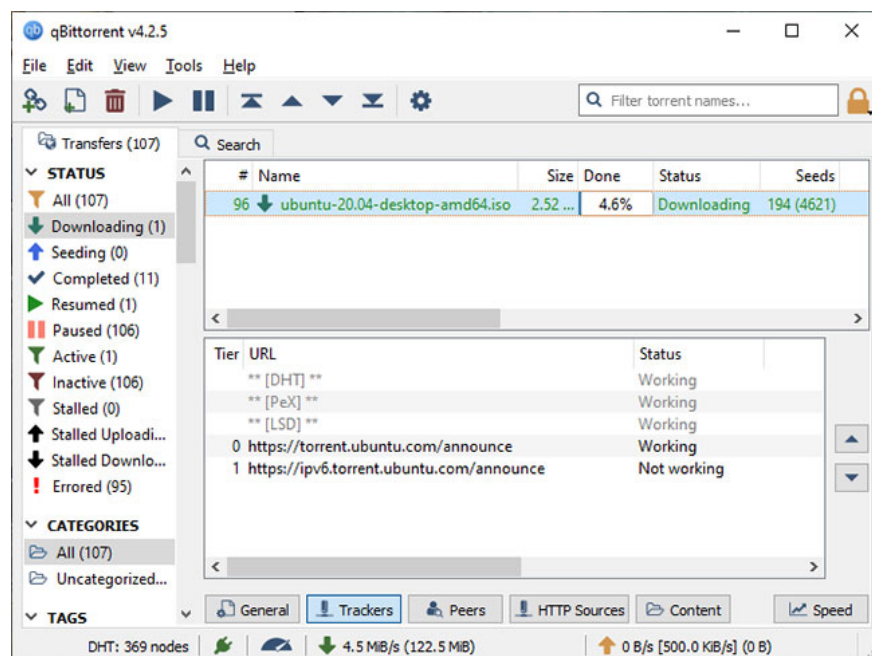 qBittorrent v4.2.5
File Edit View Tools Help
Filter torrent names...
Transfers (107) Search
STATUS
All (107)
Downloading (1)
Seeding (0)
Completed (11)
Resumed (1)
Paused (106)
Active (1)
Inactive (106)
Stalled (0)
Stalled Uploadi...
Stalled Downlo...
Errored (95)
CATEGORIES
All (107)
Uncategorized...
TAGS
# Name Size Done Status Seeds
96 ubuntu-20.04-desktop-amd64.iso 2.52 ... 4.6% Downloading 194 (4621)
Tier URL Status
** [DHT] ** Working
** [PeX] ** Working
** [LSD] ** Working
0 https://torrent.ubuntu.com/announce Working
1 https://ipv6.torrent.ubuntu.com/announce Not working
General Trackers Peers HTTP Sources Content Speed
DHT: 369 nodes 4.5 MiB/s (122.5 MiB) 0 B/s [500.0 KiB/s] (0 B)